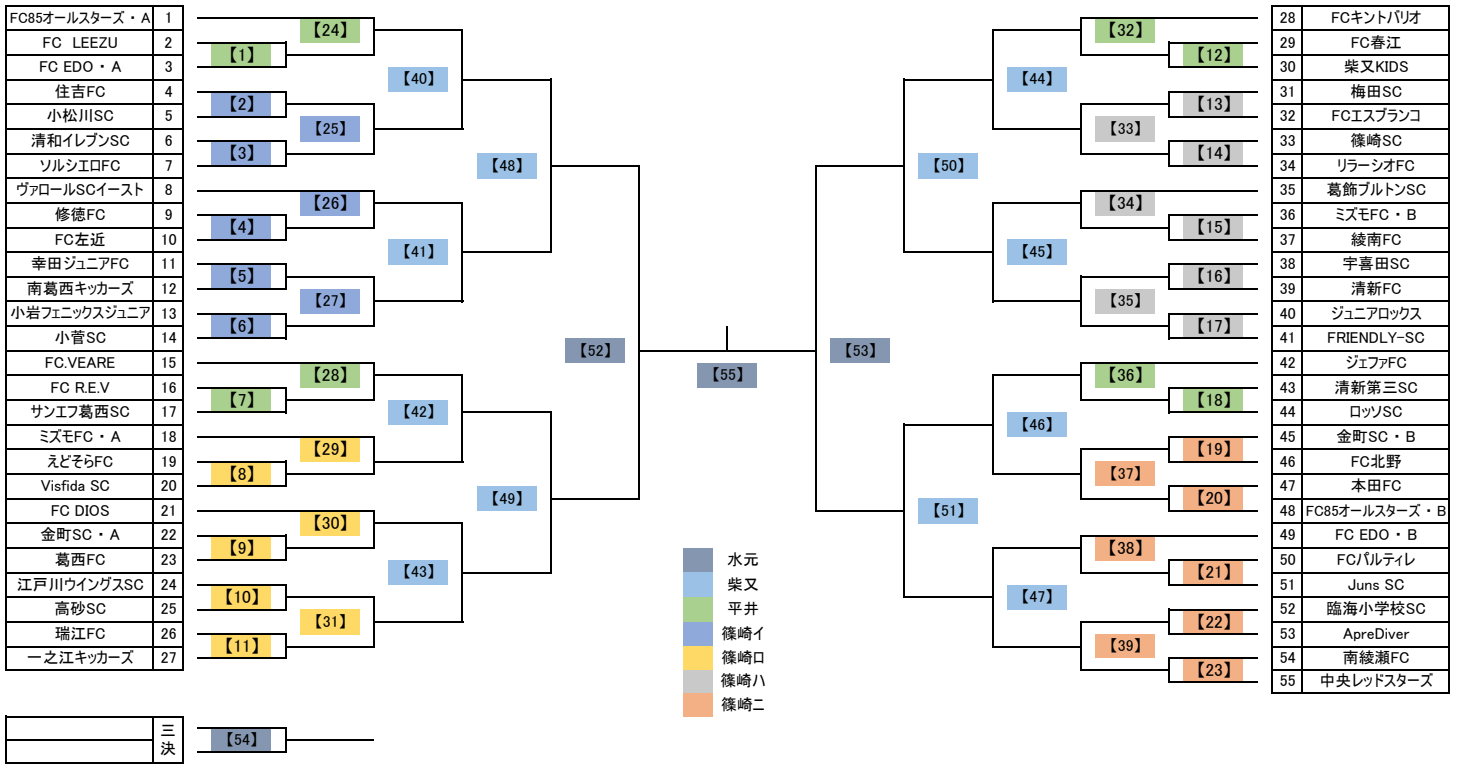 FC85オールスターズ・A 1
FC LEEZU 2
FC EDO・A 3
住吉FC 4
小松川SC 5
清和イレブンSC 6
ソルシエロFC 7
ヴァロールSCイースト 8
修徳FC 9
FC左近 10
幸田ジュニアFC 11
南葛西キッカーズ 12
小岩フェニックスジュニア 13
小菅SC 14
FC.VEARE 15
FC R.E.V 16
サンエフ葛西SC 17
ミズモFC・A 18
えどそらFC 19
Visfida SC 20
FC DIOS 21
金町SC・A 22
葛西FC 23
江戸川ウイングスSC 24
高砂SC 25
瑞江FC 26
一之江キッカーズ 27
三決
【1】
【2】
【3】
【4】
【5】
【6】
【7】
【8】
【9】
【10】
【11】
【54】
【24】
【25】
【26】
【27】
【28】
【29】
【30】
【31】
【40】
【41】
【42】
【43】
【48】
【49】
【52】
【55】
【53】
【50】
【51】
【44】
【45】
【46】
【47】
【32】
【33】
【34】
【35】
【36】
【37】
【38】
【39】
【12】
【13】
【14】
【15】
【16】
【17】
【18】
【19】
【20】
【21】
【22】
【23】
28 FCキントバリオ
29 FC春江
30 柴又KIDS
31 梅田SC
32 FCエスブランコ
33 篠崎SC
34 リラーシオFC
35 葛飾ブルトンSC
36 ミズモFC・B
37 綾南FC
38 宇喜田SC
39 清新FC
40 ジュニアロックス
41 FRIENDLY-SC
42 ジェファFC
43 清新第三SC
44 ロッソSC
45 金町SC・B
46 FC北野
47 本田FC
48 FC85オールスターズ・B
49 FC EDO・B
50 FCパルティレ
51 Juns SC
52 臨海小学校SC
53 ApreDiver
54 南綾瀬FC
55 中央レッドスターズ
水元
柴又
平井
篠崎イ
篠崎ロ
篠崎ハ
篠崎ニ